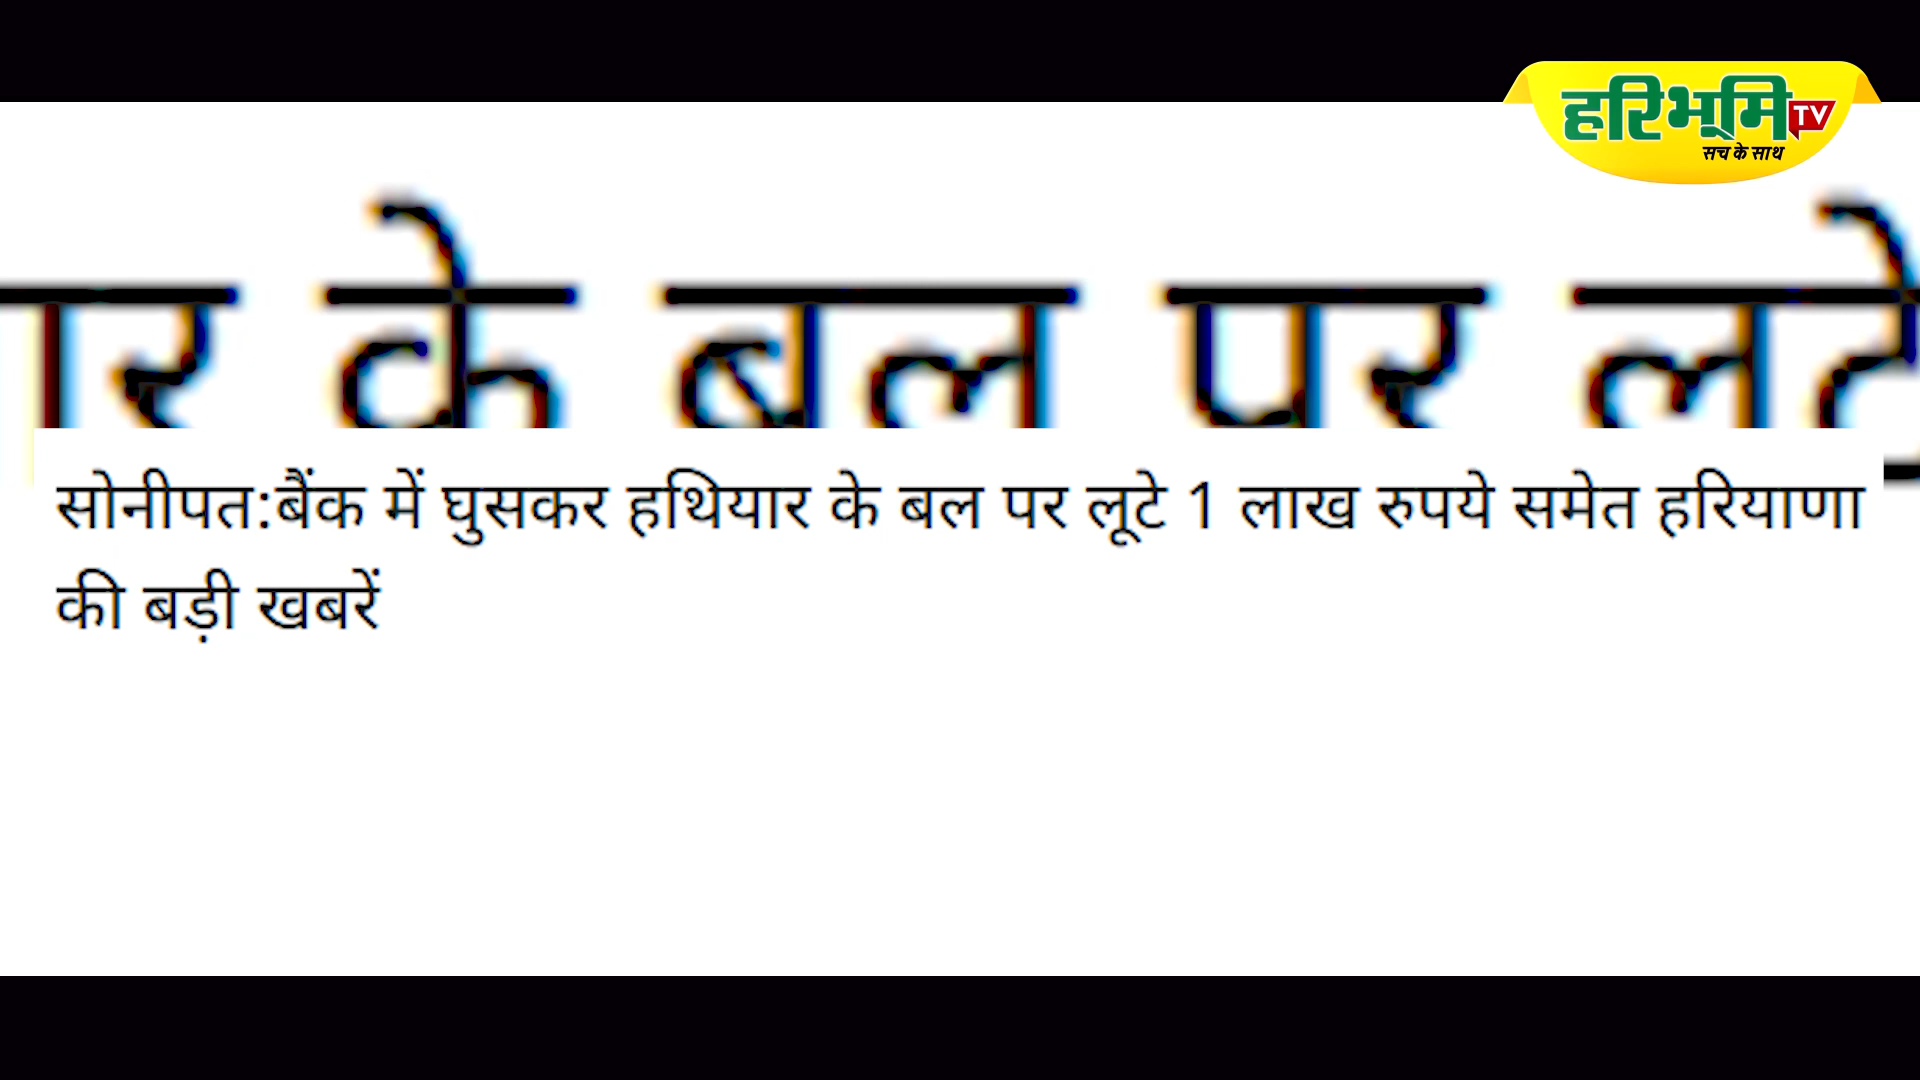 हरिभूमि TV
सच के साथ
के बल पर
सोनीपत:बैंक में घुसकर हथियार के बल पर लूटे 1 लाख रुपये समेत हरियाणा
की बड़ी खबरें